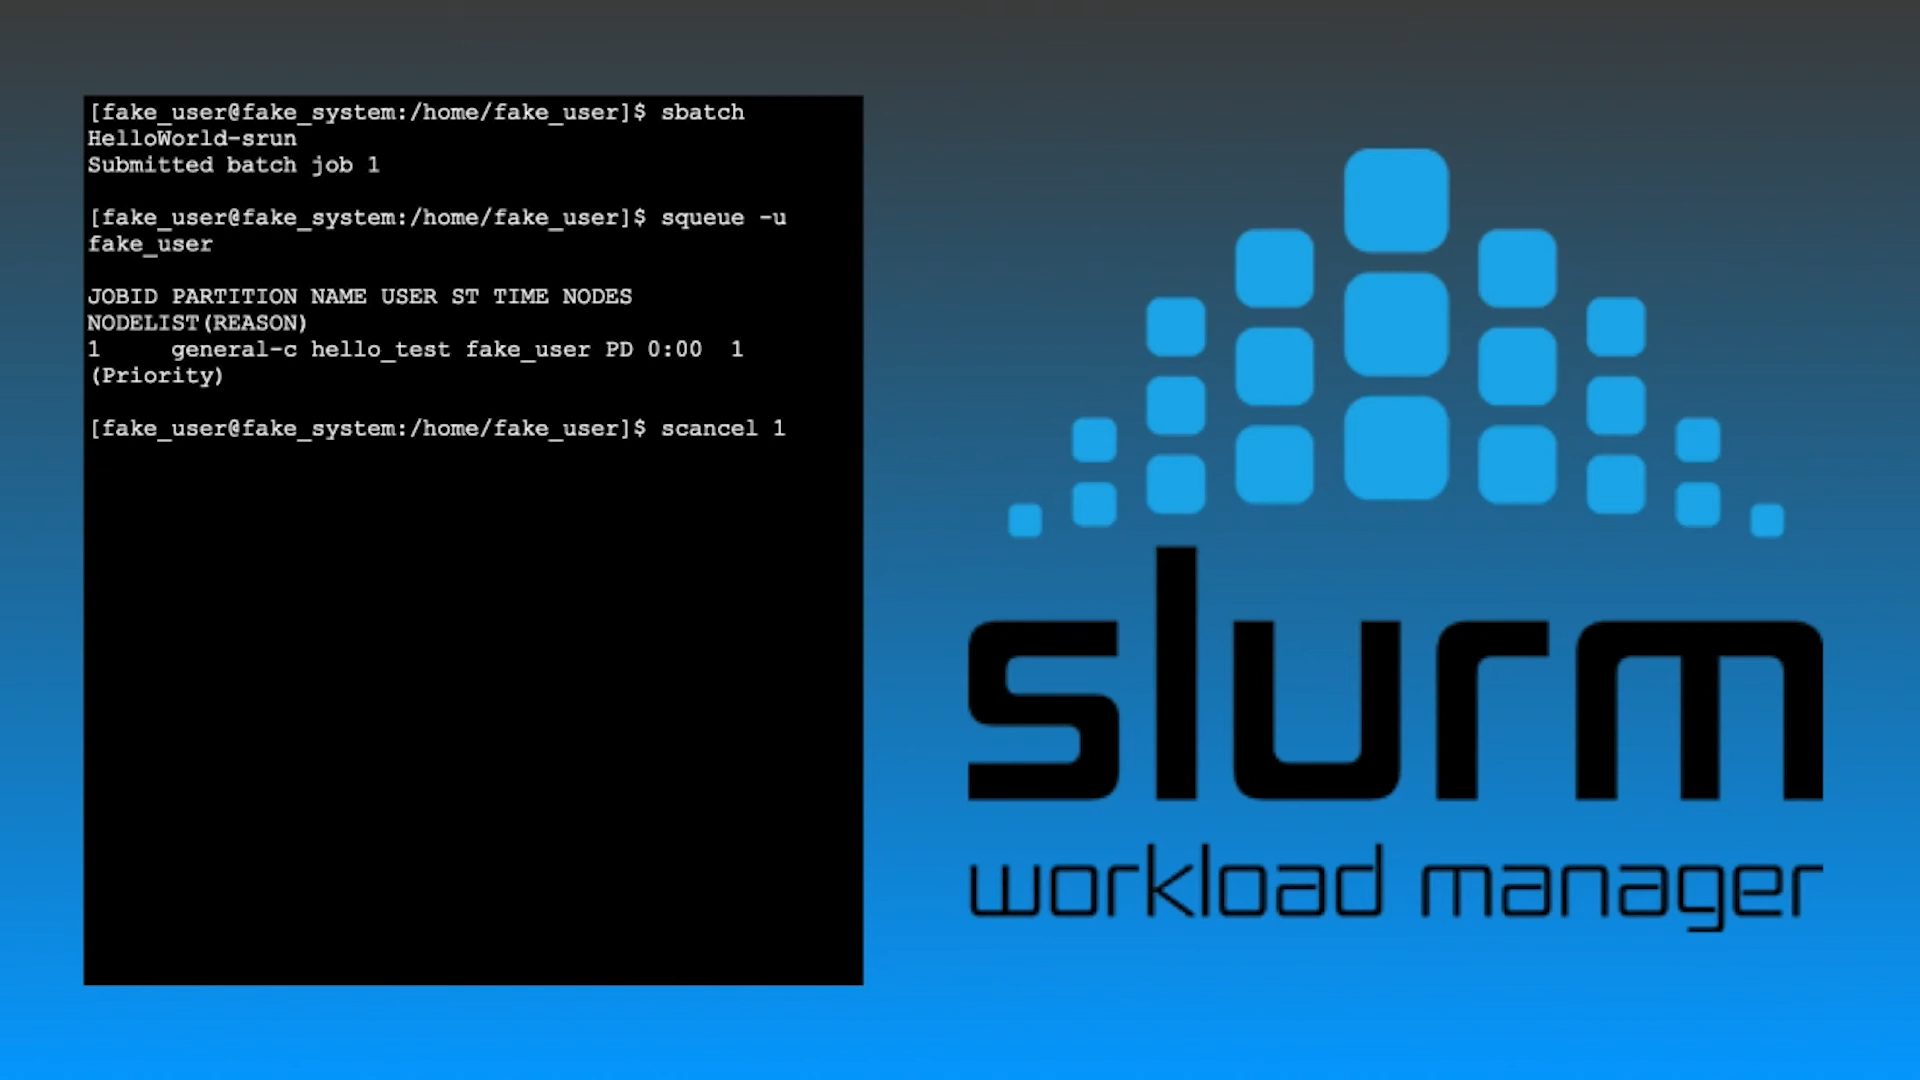 [fake_user@fake_system:/home/fake_user]$ sbatch
HelloWorld-srun
Submitted batch job 1
[fake_user@fake_system:/home/fake_user]$ squeue -u
fake_user
JOBID PARTITION NAME USER ST TIME NODES
NODELIST(REASON)
1 general-c hello_test fake_user PD 0:00 1
(Priority)
[fake_user@fake_system:/home/fake_user]$ scancel 1
slurm
workload manager